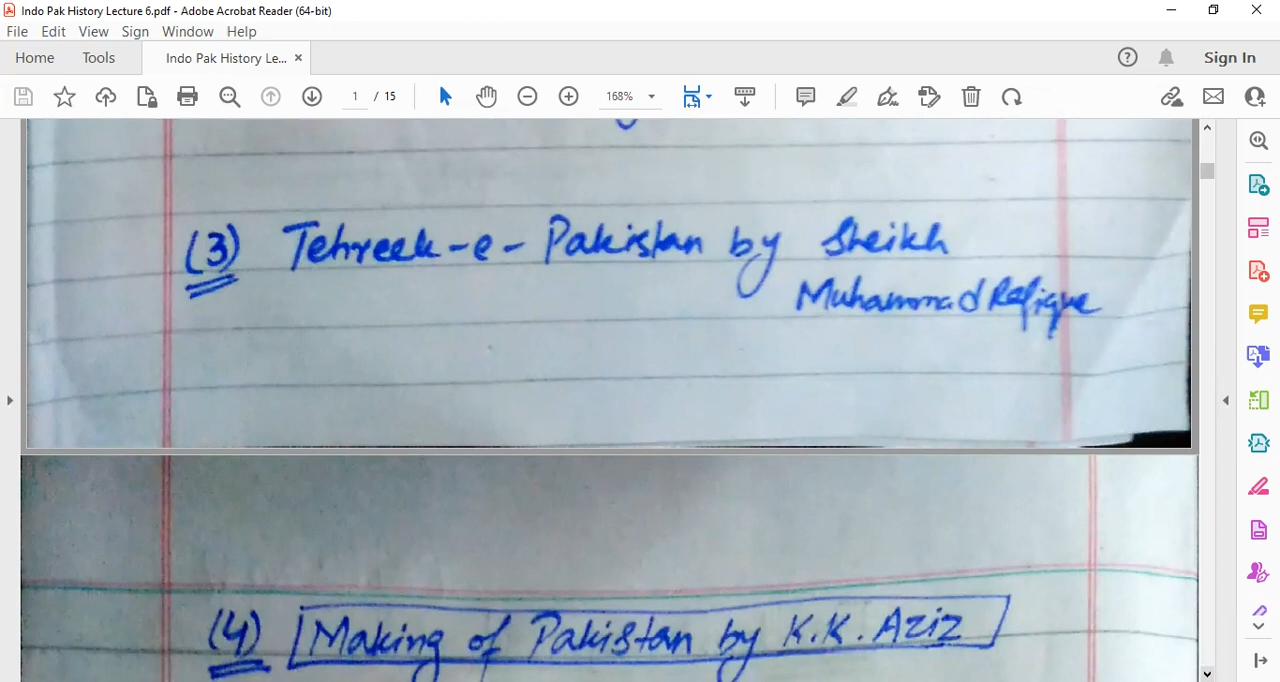 Indo Pak History Lecture 6.pdf - Adobe Acrobat Reader (64-bit)
File Edit View Sign Window Help
Home Tools Indo Pak History Le... × Sign In
1 / 15 168%
(3) Tehreek-e-Pakistan by Sheikh
Muhammad Rafique
(4) Making of Pakistan by K.K. Aziz